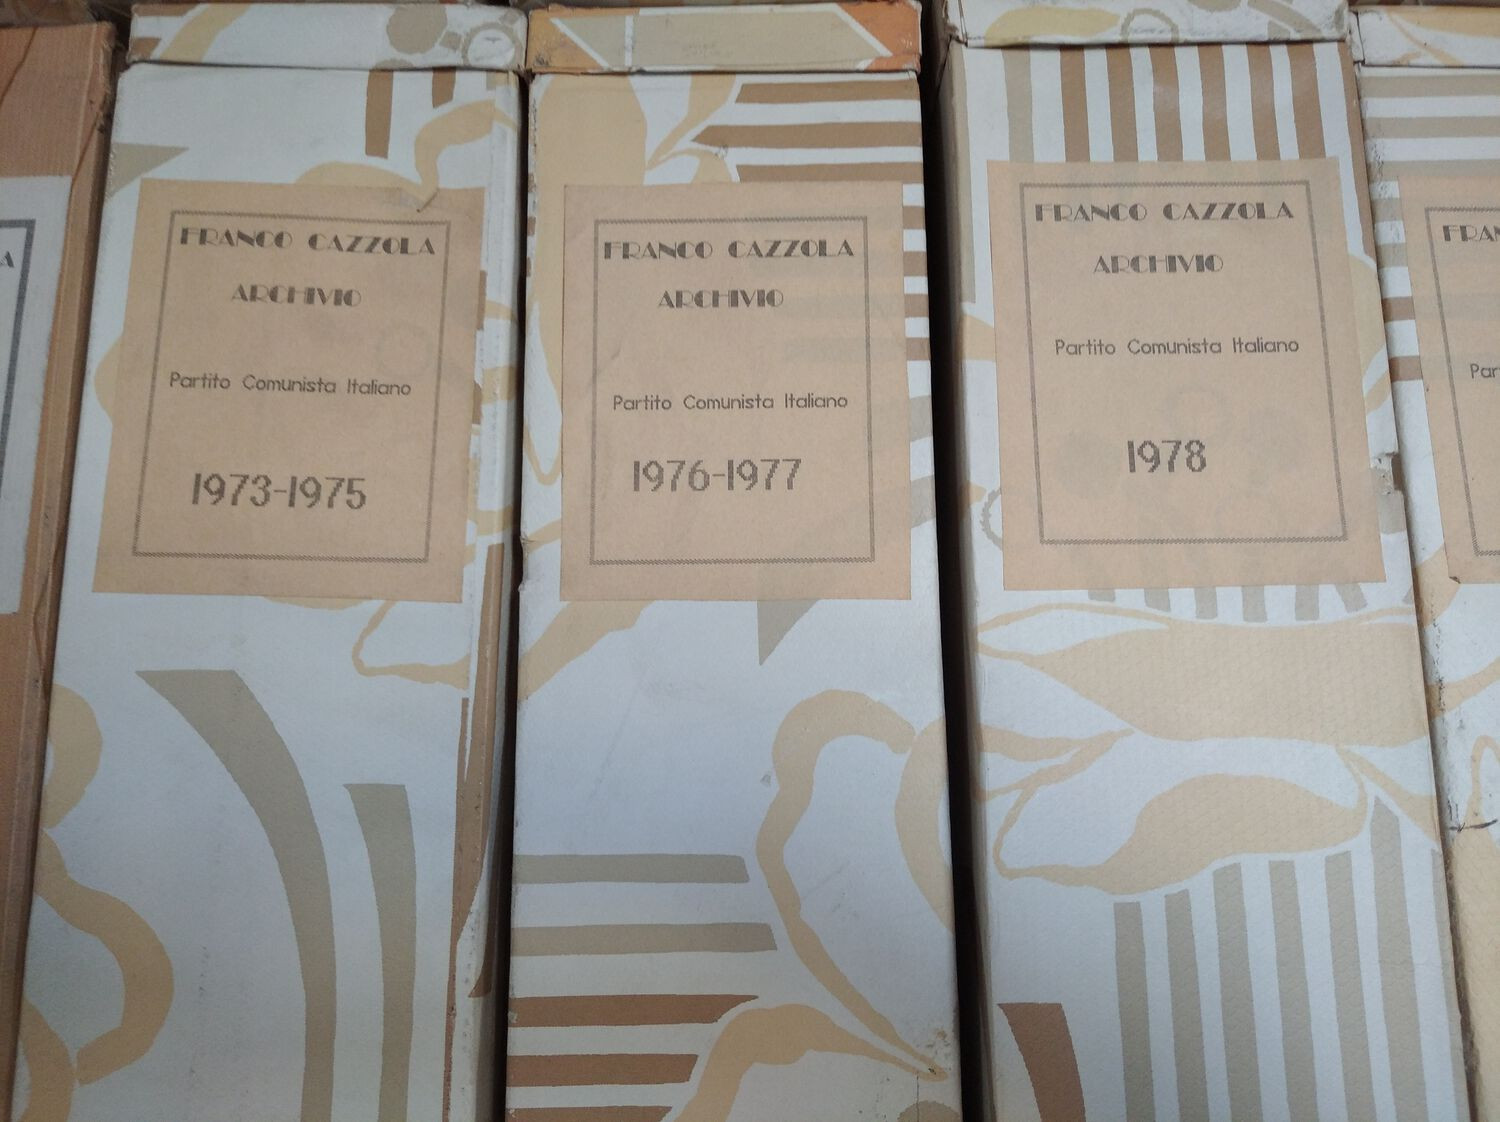 FRANCO CAZZOLA
ARCHIVIO
Partito Comunista Italiano
1973-1975
FRANCO CAZZOLA
ARCHIVIO
Partito Comunista Italiano
1976-1977
FRANCO CAZZOLA
ARCHIVIO
Partito Comunista Italiano
1978